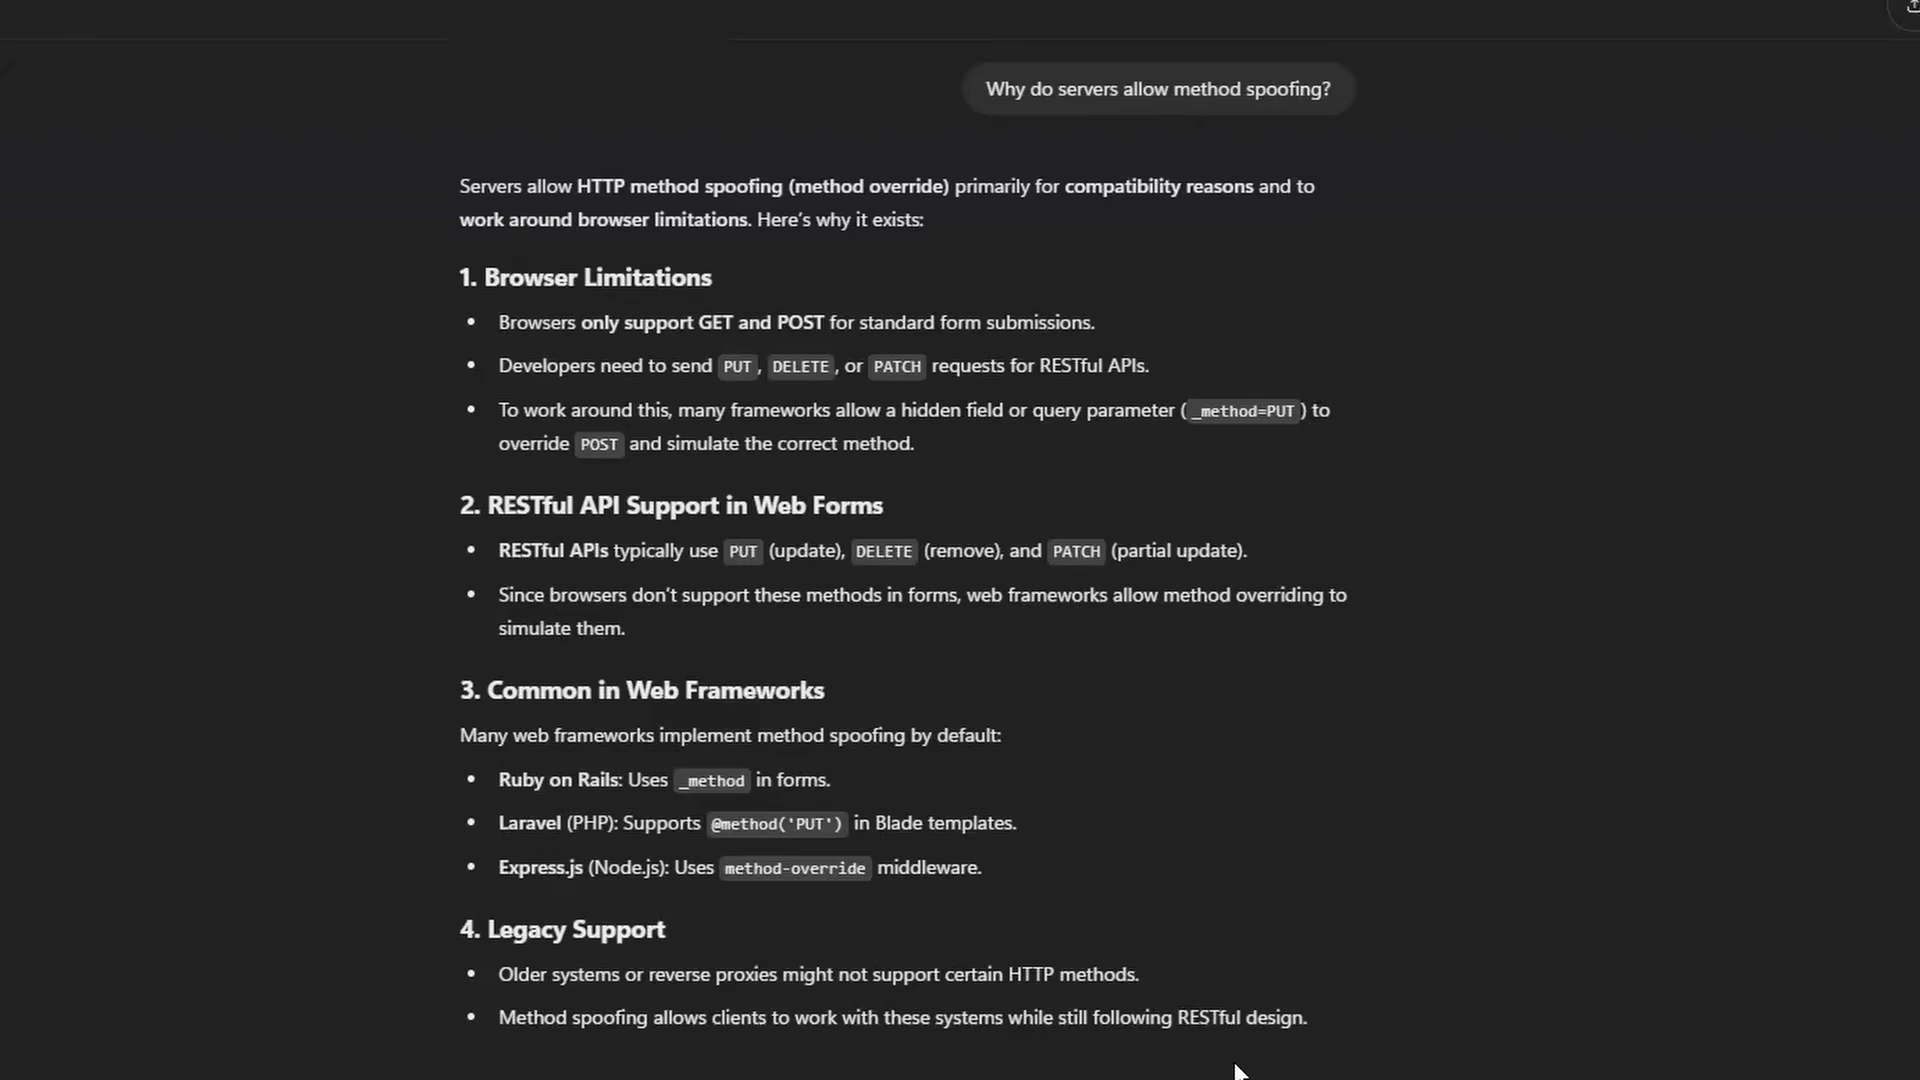 Why do servers allow method spoofing?
Servers allow HTTP method spoofing (method override) primarily for compatibility reasons and to
work around browser limitations. Here’s why it exists:
1. Browser Limitations
• Browsers only support GET and POST for standard form submissions.
• Developers need to send PUT, DELETE, or PATCH requests for RESTful APIs.
• To work around this, many frameworks allow a hidden field or query parameter (_method=PUT) to
override POST and simulate the correct method.
2. RESTful API Support in Web Forms
• RESTful APIs typically use PUT (update), DELETE (remove), and PATCH (partial update).
• Since browsers don’t support these methods in forms, web frameworks allow method overriding to
simulate them.
3. Common in Web Frameworks
Many web frameworks implement method spoofing by default:
• Ruby on Rails: Uses _method in forms.
• Laravel (PHP): Supports @method('PUT') in Blade templates.
• Express.js (Node.js): Uses method-override middleware.
4. Legacy Support
• Older systems or reverse proxies might not support certain HTTP methods.
• Method spoofing allows clients to work with these systems while still following RESTful design.